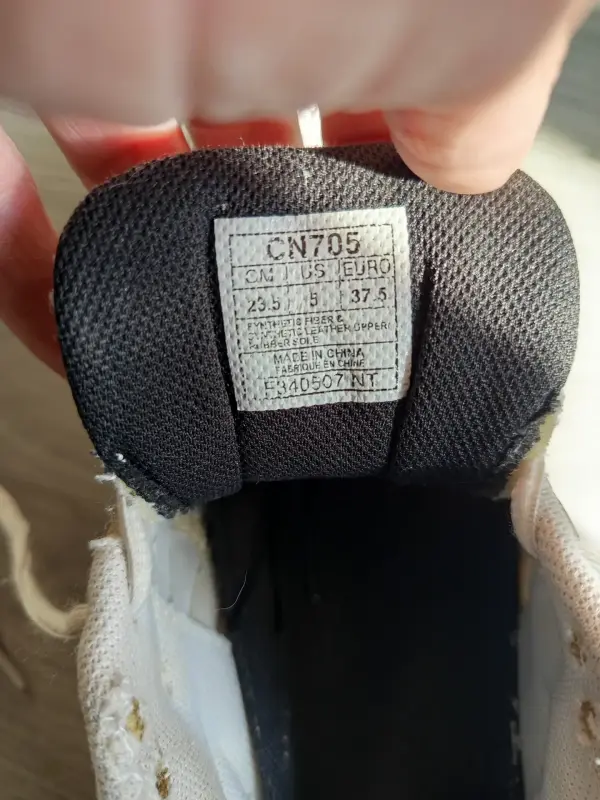 CN705
CM US EURO
23.5 5 37.5
SYNTHETIC FIBER &
SYNTHETIC LEATHER UPPER/
RUBBER SOLE
MADE IN CHINA
FABRIQUE EN CHINE
F340507 NT